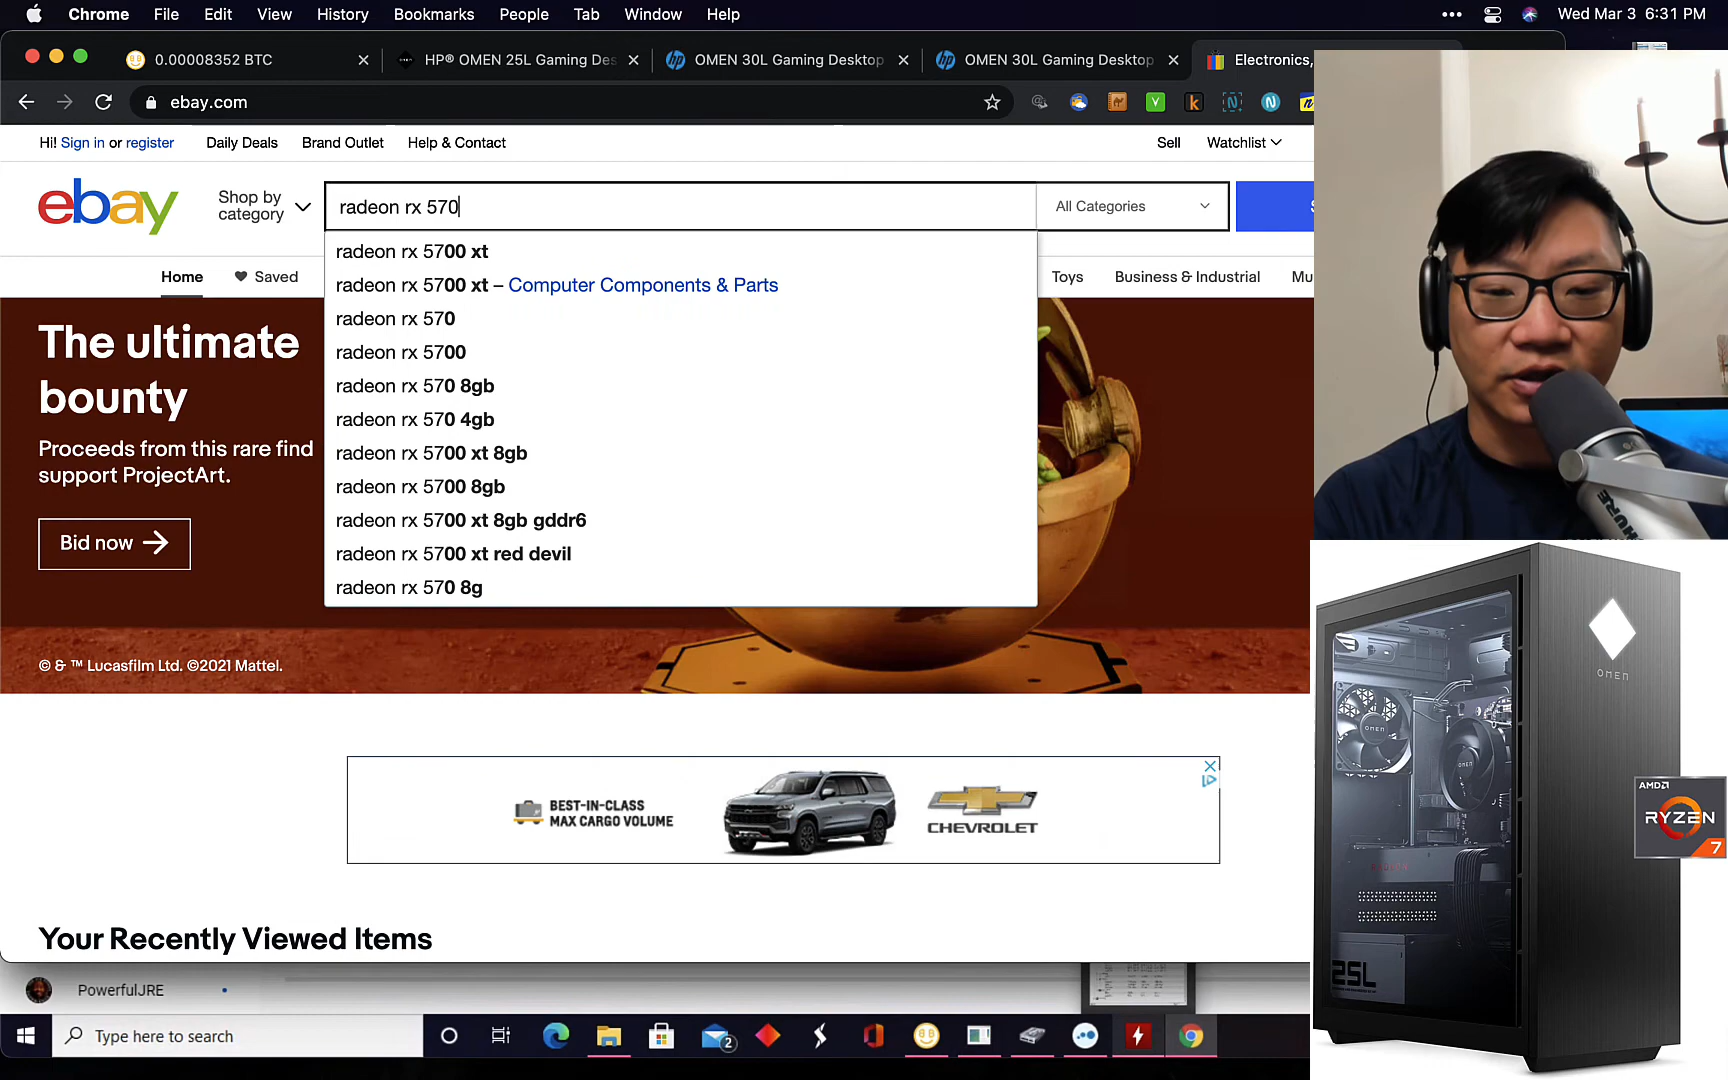 Chrome File Edit View History Bookmarks People Tab Window Help
Wed Mar 3 6:31 PM
0.00008352 BTC
HP® OMEN 25L Gaming Des
OMEN 30L Gaming Desktop
OMEN 30L Gaming Desktop
Electronics,
ebay.com
Hi! Sign in or register Daily Deals Brand Outlet Help & Contact Sell Watchlist
ebay
Shop by
category
radeon rx 570
All Categories
S
radeon rx 5700 xt
radeon rx 5700 xt – Computer Components & Parts
radeon rx 570
radeon rx 5700
radeon rx 570 8gb
radeon rx 570 4gb
radeon rx 5700 xt 8gb
radeon rx 5700 8gb
radeon rx 5700 xt 8gb gddr6
radeon rx 5700 xt red devil
radeon rx 570 8g
Home Saved Toys Business & Industrial Mu
The ultimate
bounty
Proceeds from this rare find
support ProjectArt.
Bid now
© & ™ Lucasfilm Ltd. ©2021 Mattel.
BEST-IN-CLASS
MAX CARGO VOLUME
CHEVROLET
Your Recently Viewed Items
PowerfulJRE
Type here to search
2
SHURE
OMEN
OMEN
OMEN
RADEON
25L
AMD
RYZEN
7